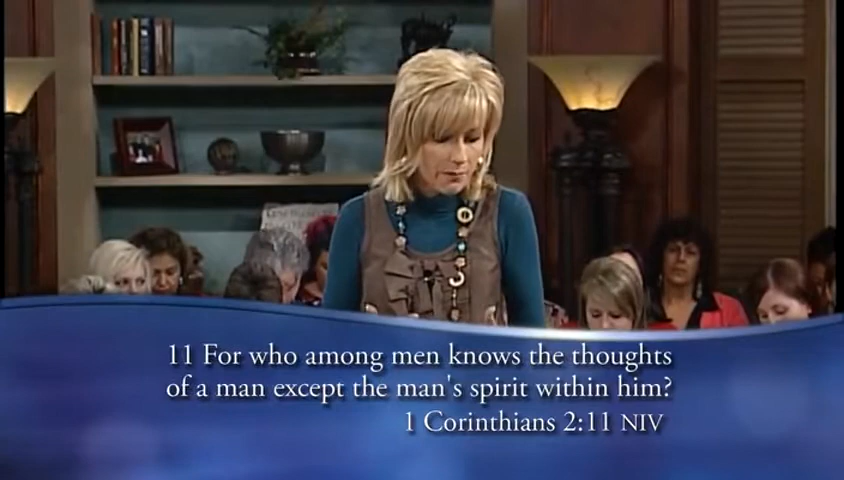 11 For who among men knows the thoughts
of a man except the man's spirit within him?
1 Corinthians 2:11 NIV